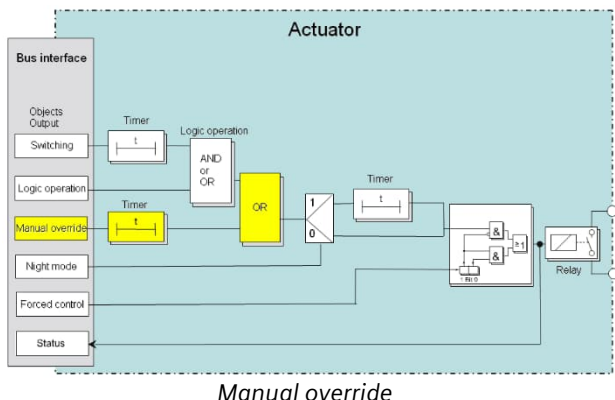 Actuator
Bus interface
Objects
Output
Timer
Switching
t
Logic operation
AND
or
OR
Logic operation
Timer
Manual override
t
OR
1
0
Timer
t
Night mode
Forced control
&
&
≥ 1
1 Bit 0
Relay
Status
Manual override